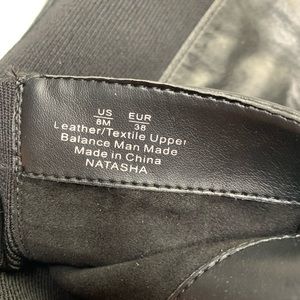 US EUR
8M 38
Leather/Textile Upper
Balance Man Made
Made in China
NATASHA